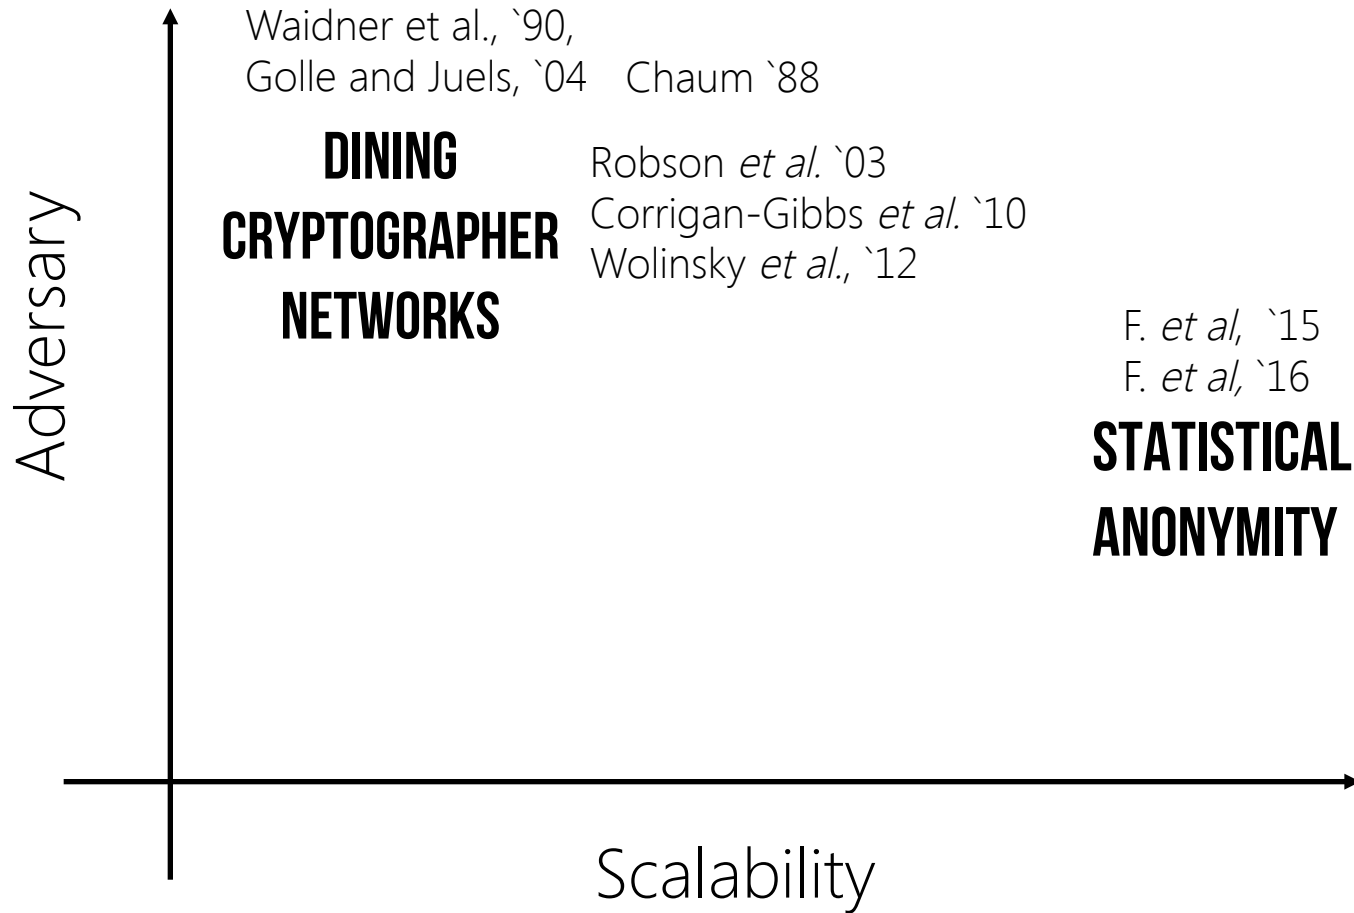 Waidner et al., `90,
Golle and Juels, `04 Chaum `88
DINING
CRYPTOGRAPHER
NETWORKS
Robson et al. `03
Corrigan-Gibbs et al. `10
Wolinsky et al., `12
F. et al, `15
F. et al, `16
STATISTICAL
ANONYMITY
Adversary
Scalability